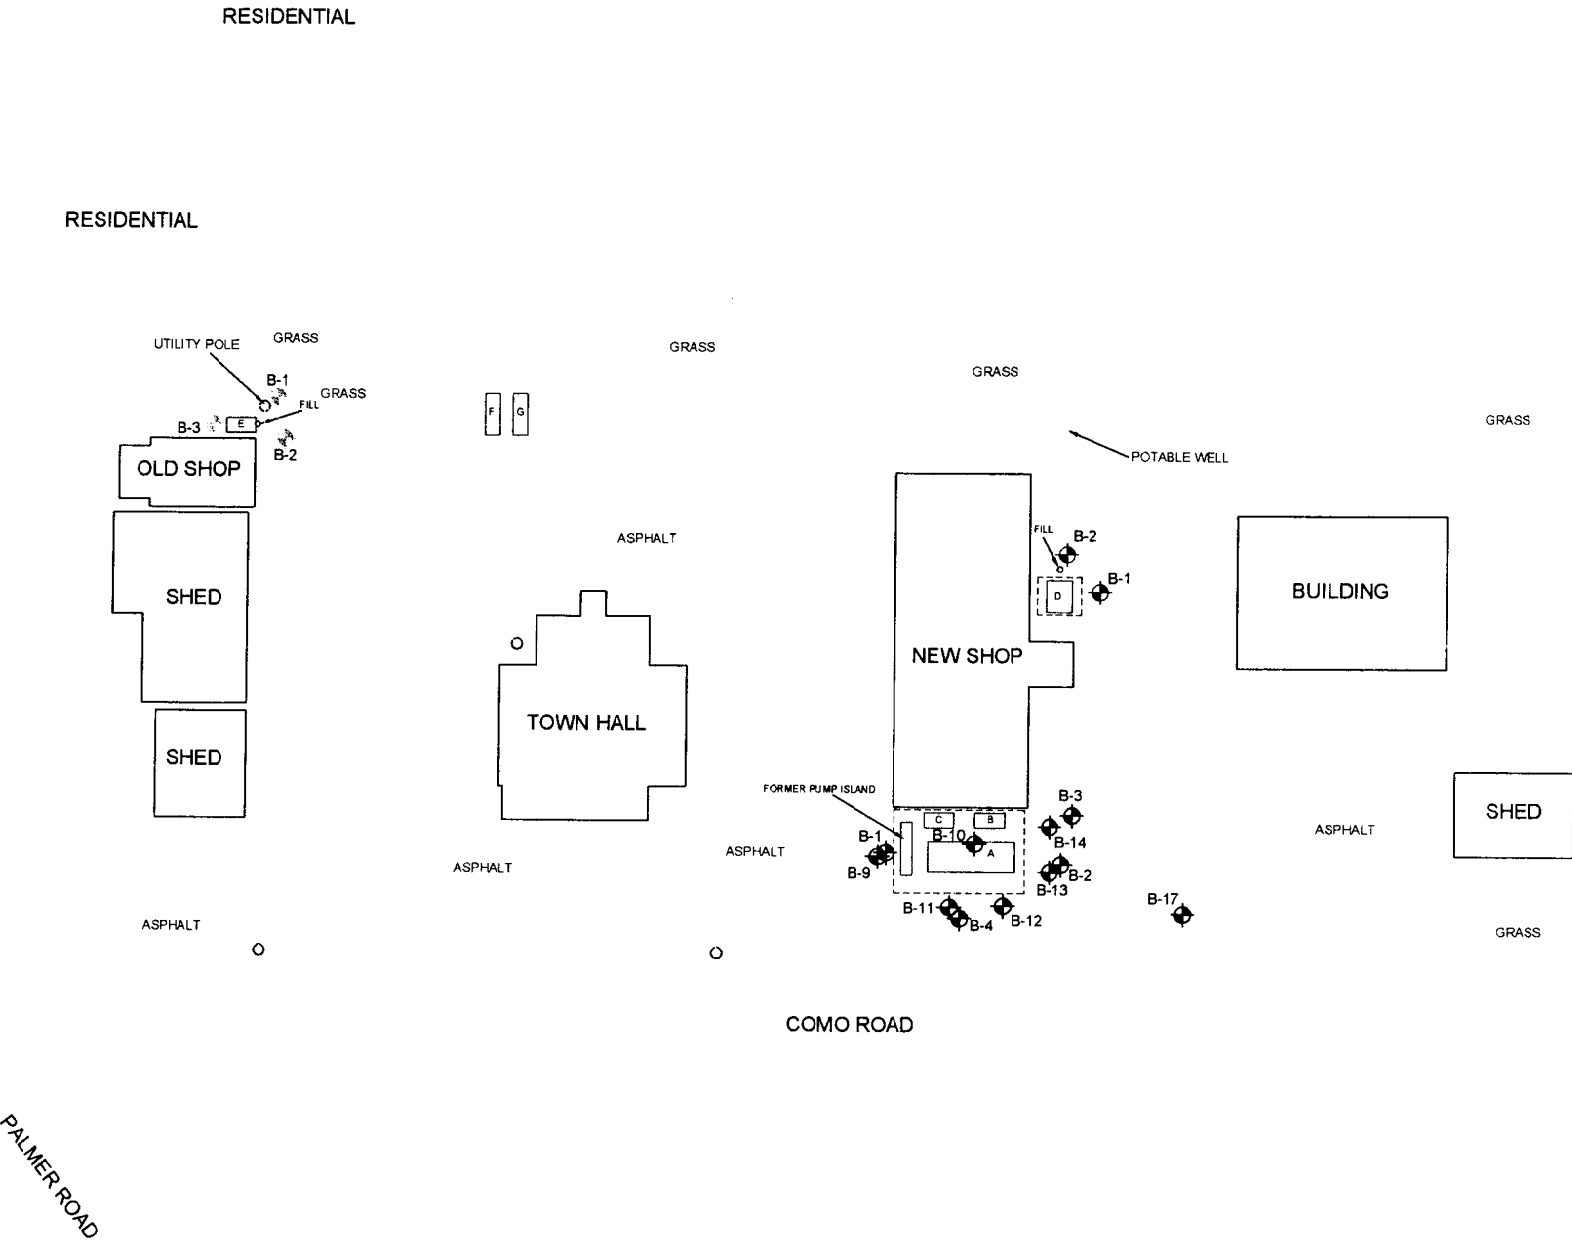 RESIDENTIAL
RESIDENTIAL
UTILITY POLE
GRASS
GRASS
GRASS
B-1
GRASS
FILL
F
G
GRASS
E
B-3
B-2
POTABLE WELL
OLD SHOP
FILL
B-2
ASPHALT
B-1
BUILDING
D
SHED
NEW SHOP
TOWN HALL
SHED
FORMER PUMP ISLAND
B-3
SHED
C
B
ASPHALT
B-1
B-10
B-14
ASPHALT
A
ASPHALT
B-9
B-2
B-13
B-17
B-11
B-12
ASPHALT
B-4
GRASS
COMO ROAD
PALMER ROAD